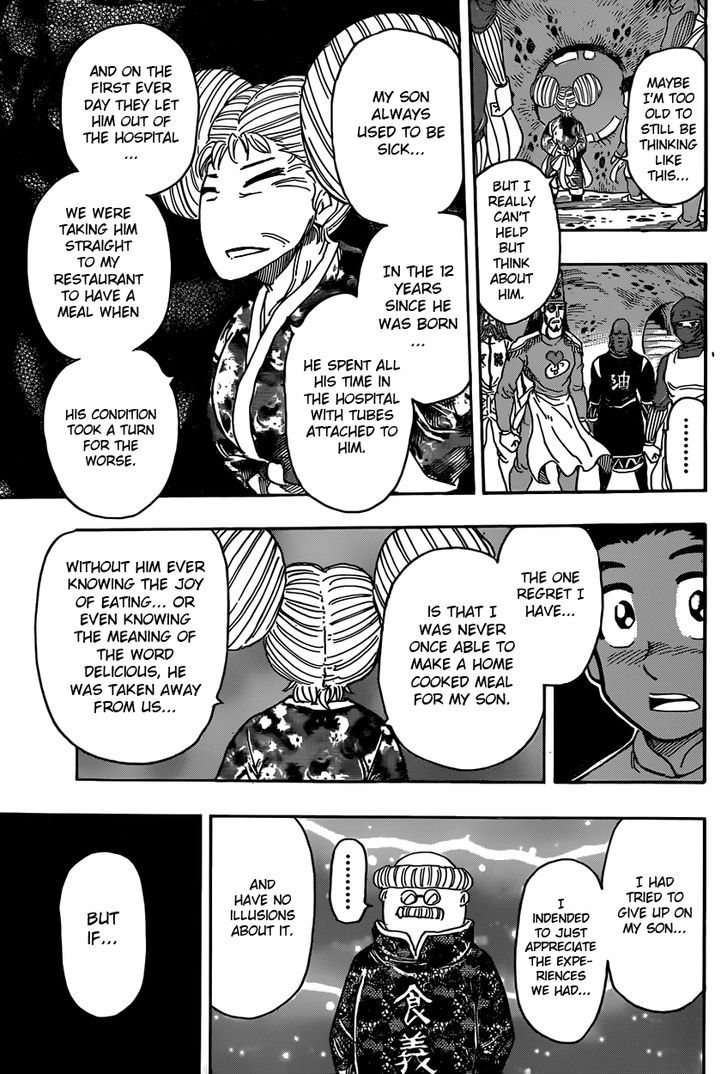 MAYBE
I'M TOO
OLD TO
STILL BE
THINKING
LIKE
THIS...
BUT I
REALLY
CAN'T
HELP
BUT
THINK
ABOUT
HIM.
油
........
MY SON
ALWAYS
USED TO BE
SICK...
IN THE 12
YEARS
SINCE HE
WAS BORN
...
HE SPENT ALL
HIS TIME IN
THE HOSPITAL
WITH TUBES
ATTACHED TO
HIM.
AND ON THE
FIRST EVER
DAY THEY LET
HIM OUT OF
THE HOSPITAL
...
WE WERE
TAKING HIM
STRAIGHT
TO MY
RESTAURANT
TO HAVE A
MEAL WHEN
HIS CONDITION
TOOK A TURN
FOR THE
WORSE.
THE ONE
REGRET I
HAVE...
IS THAT I
WAS NEVER
ONCE ABLE TO
MAKE A HOME
COOKED MEAL
FOR MY SON.
WITHOUT HIM EVER
KNOWING THE JOY
OF EATING... OR
EVEN KNOWING
THE MEANING OF
THE WORD
DELICIOUS, HE
WAS TAKEN AWAY
FROM US...
I HAD
TRIED TO
GIVE UP ON
MY SON...
I
INDENDED
TO JUST
APPRECIATE
THE EXPE-
RIENCES
WE HAD...
........
AND
HAVE NO
ILLUSIONS
ABOUT IT.
食義
BUT
IF...